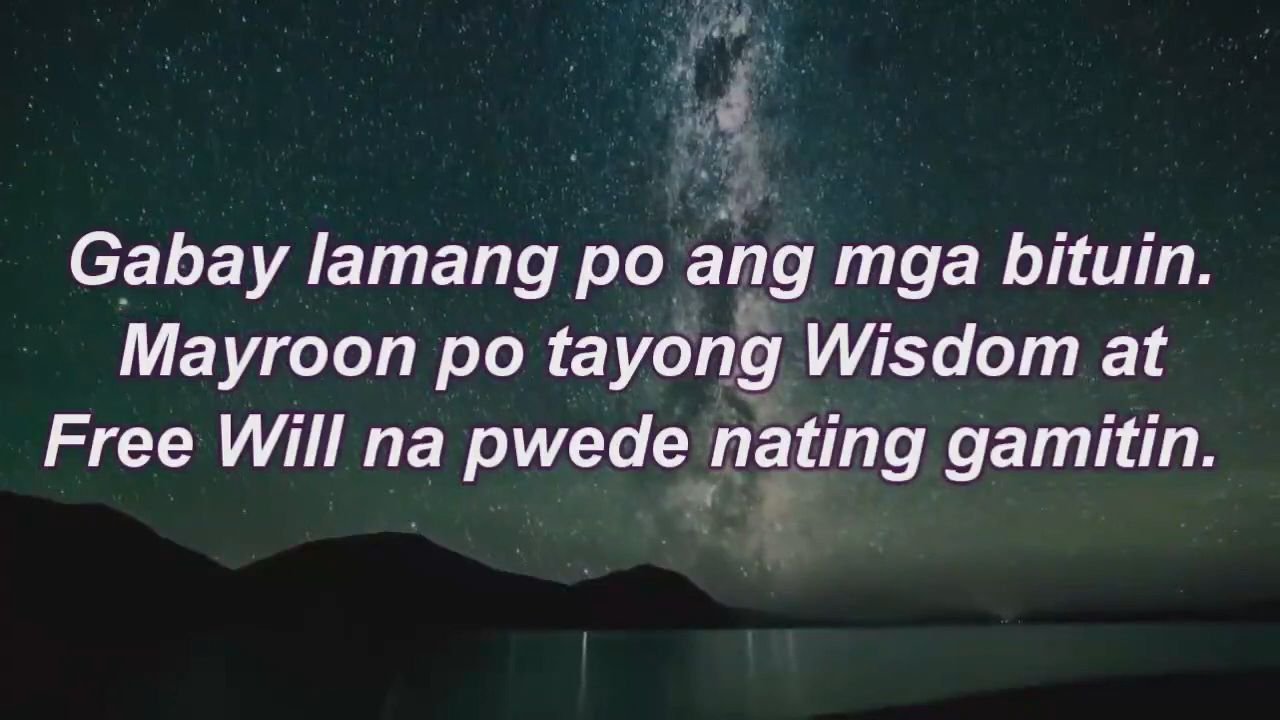 Gabay lamang po ang mga bituin.
Mayroon po tayong Wisdom at
Free Will na pwede nating gamitin.